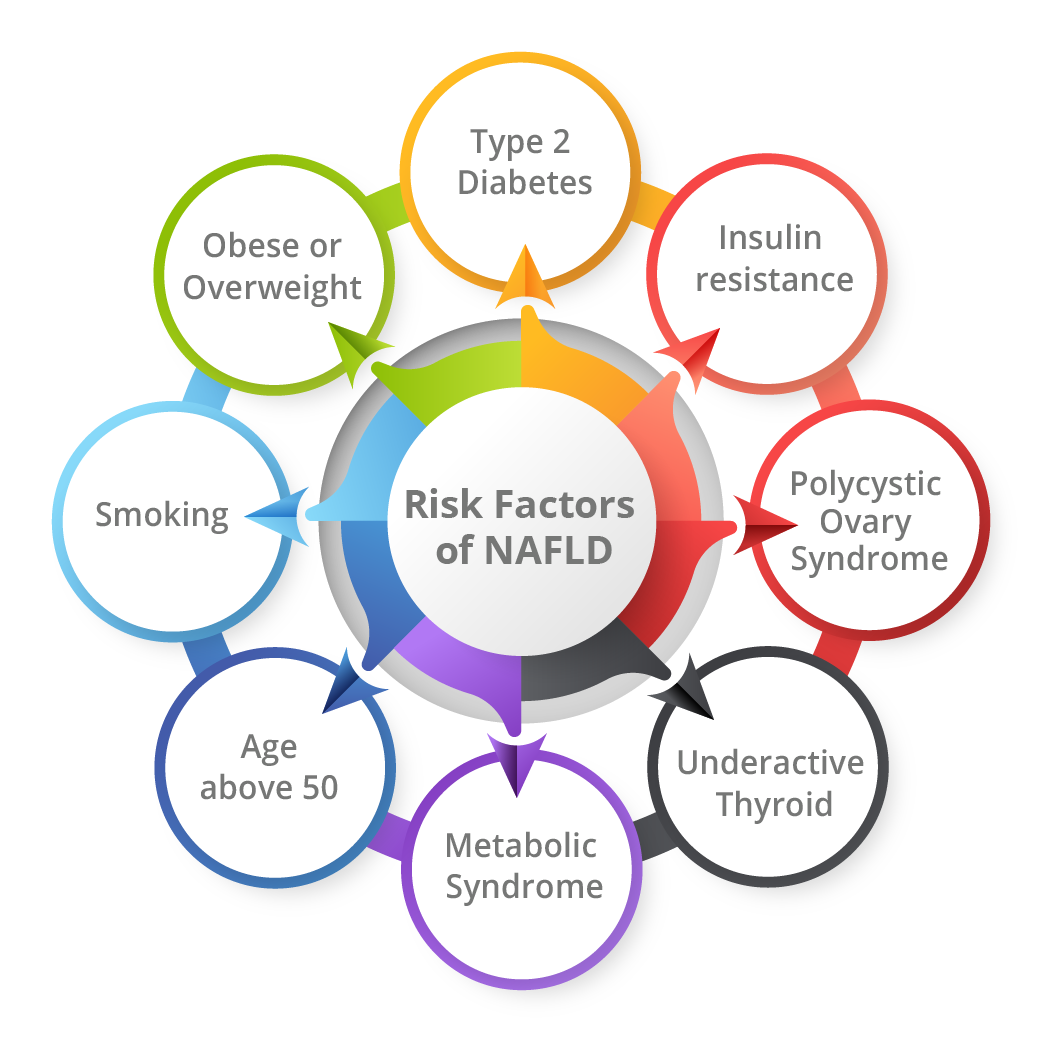 Risk Factors
of NAFLD
Type 2
Diabetes
Insulin
resistance
Polycystic
Ovary
Syndrome
Underactive
Thyroid
Metabolic
Syndrome
Age
above 50
Smoking
Obese or
Overweight